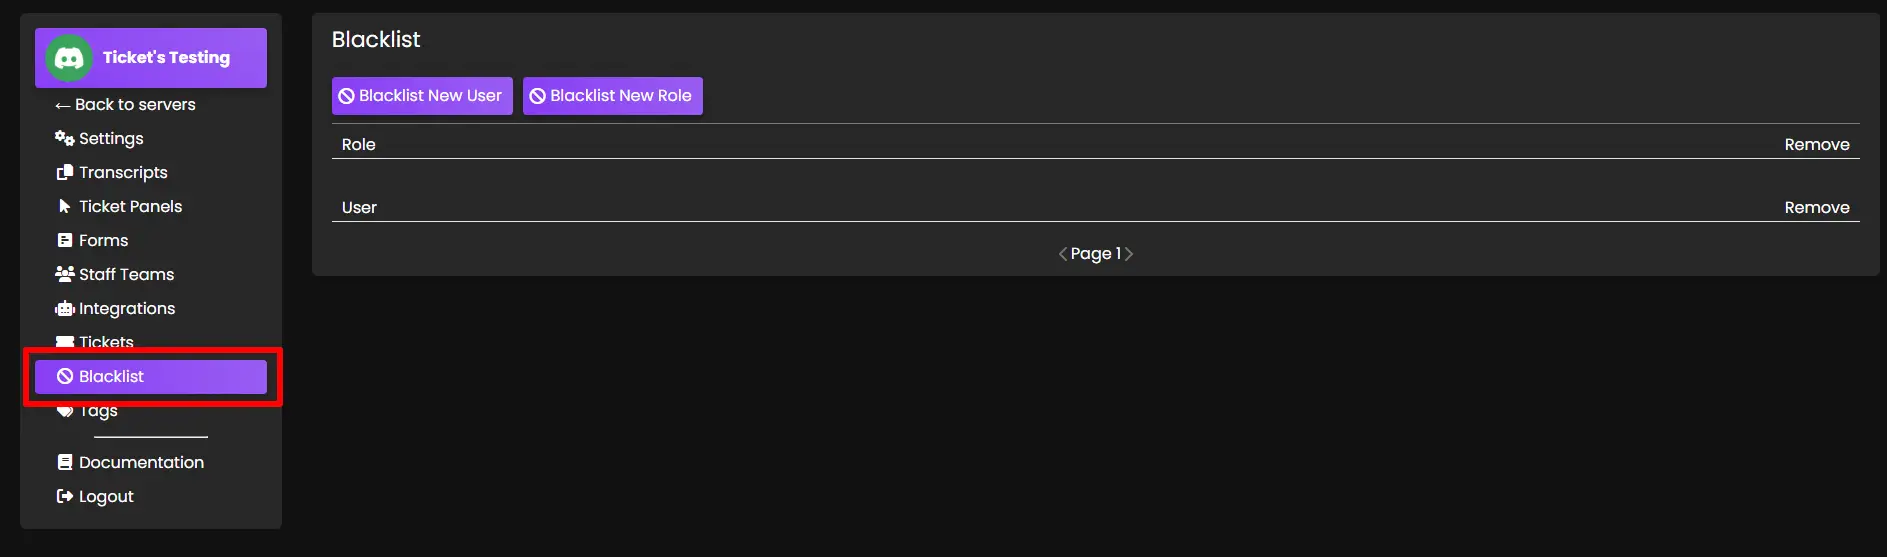 Ticket's Testing
← Back to servers
Settings
Transcripts
Ticket Panels
Forms
Staff Teams
Integrations
Tickets
Blacklist
Tags
Documentation
Logout
Blacklist
Blacklist New User
Blacklist New Role
Role Remove
User Remove
Page 1